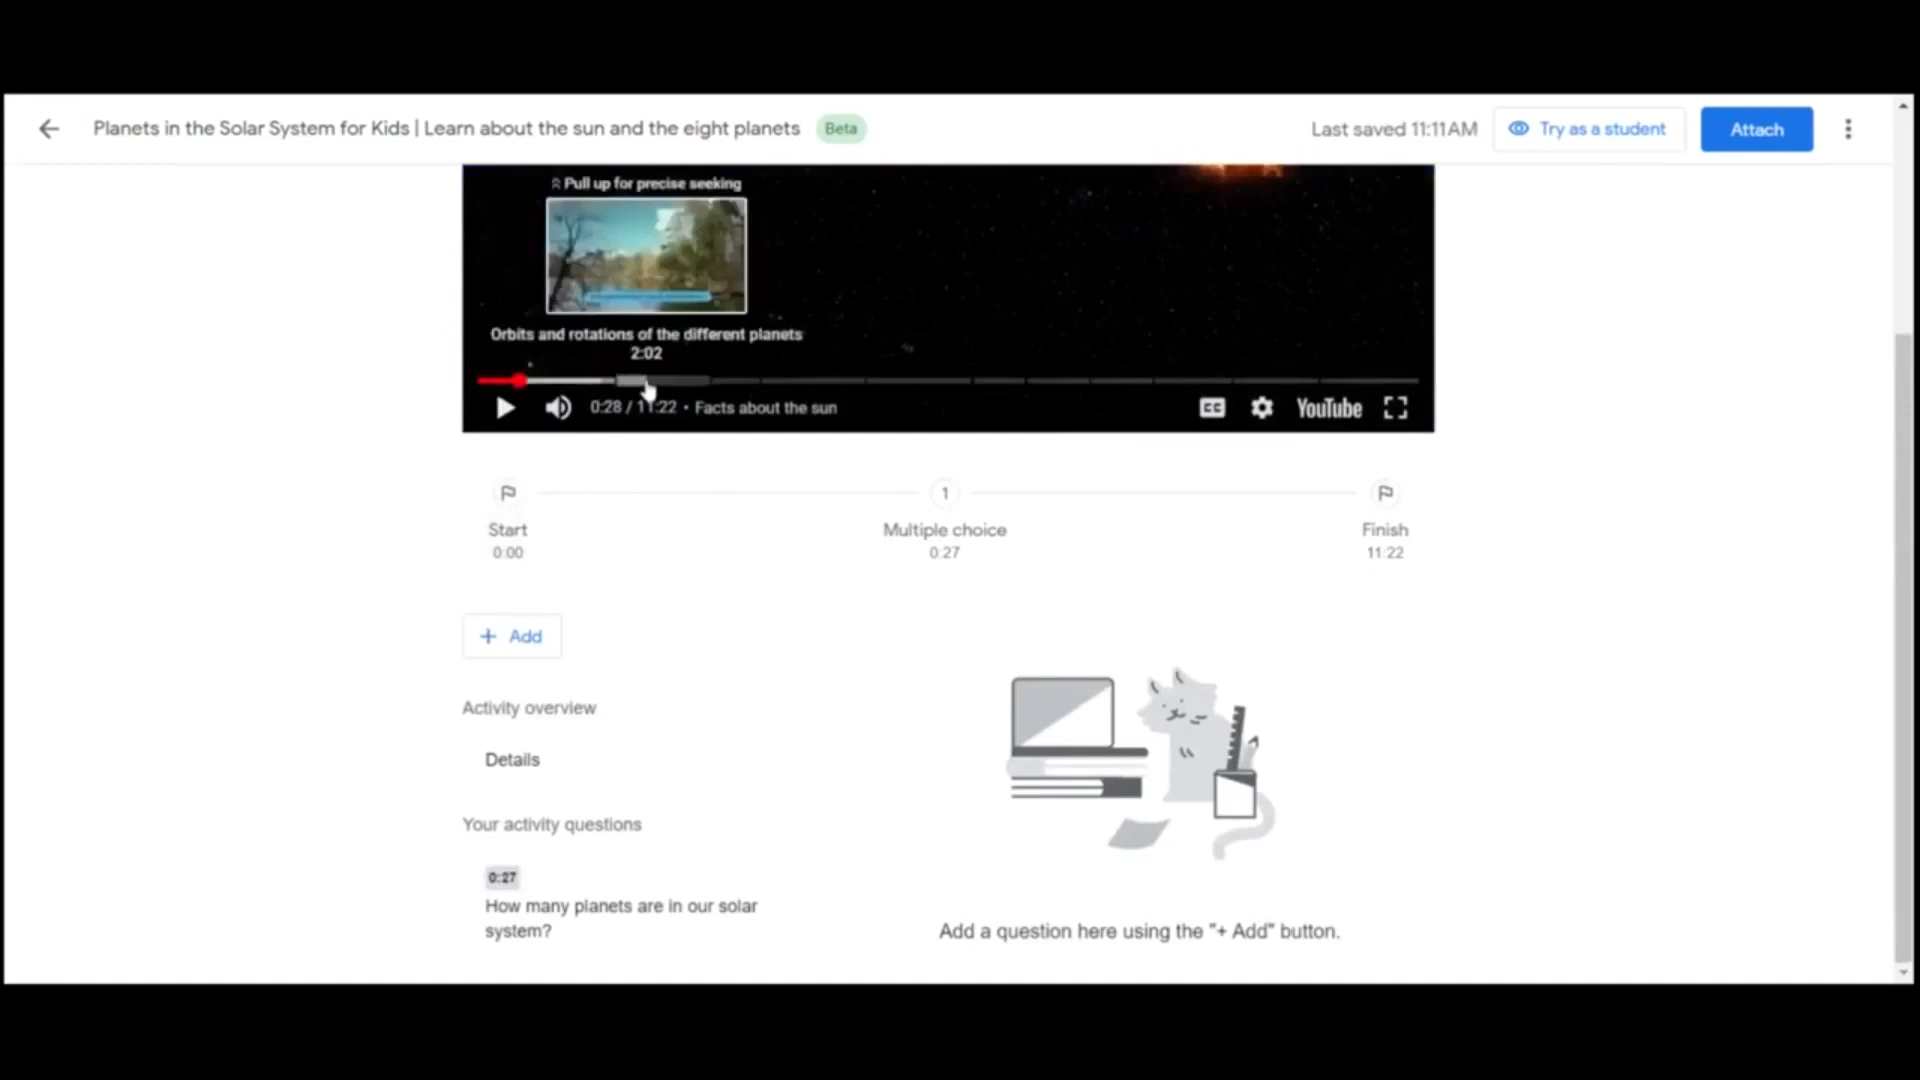 Planets in the Solar System for Kids | Learn about the sun and the eight planets Beta
Last saved 11:11AM
Try as a student
Attach
Pull up for precise seeking
Orbits and rotations of the different planets
2:02
0:28 / 11:22 • Facts about the sun
CC
YouTube
1
Start
Multiple choice
Finish
0:00
0:27
11:22
+ Add
Activity overview
Details
Your activity questions
0:27
How many planets are in our solar
system?
Add a question here using the "+ Add" button.